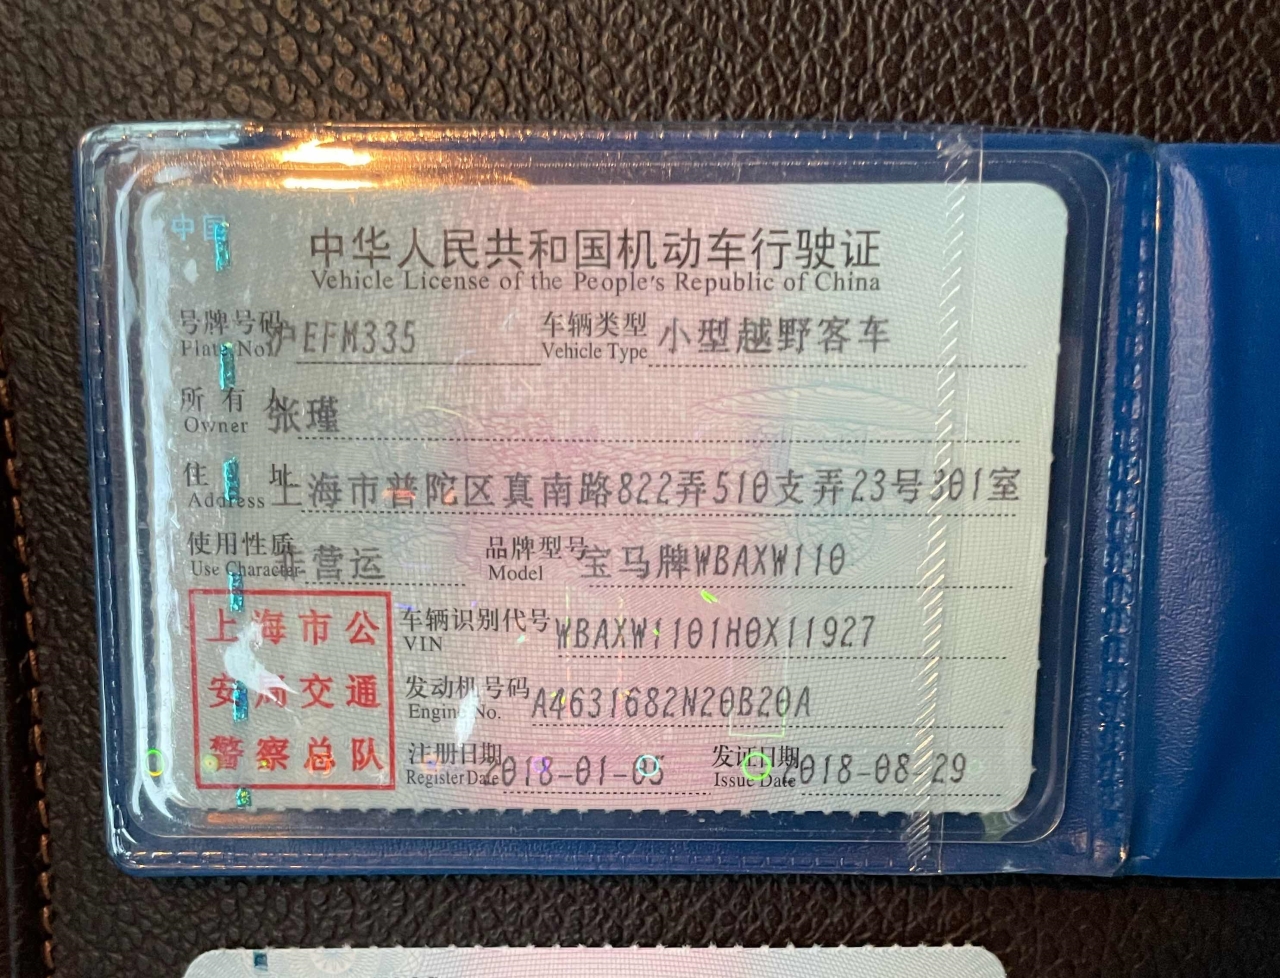 中国
中华人民共和国机动车行驶证
Vehicle License of the People's Republic of China
号牌号码 沪EFM335 车辆类型 小型越野客车
Plate No. Vehicle Type
所有人 张瑾
Owner
住址 上海市普陀区真南路822弄510支弄23号301室
Address
使用性质 非营运 品牌型号 宝马牌WBAXW110
Use Character Model
上海市公
安局交通
警察总队
车辆识别代号 WBAXW1101H0X11927
VIN
发动机号码 A4631682N20B20A
Engine No.
注册日期 2018-01-05 发证日期 2018-08-29
Register Date Issue Date